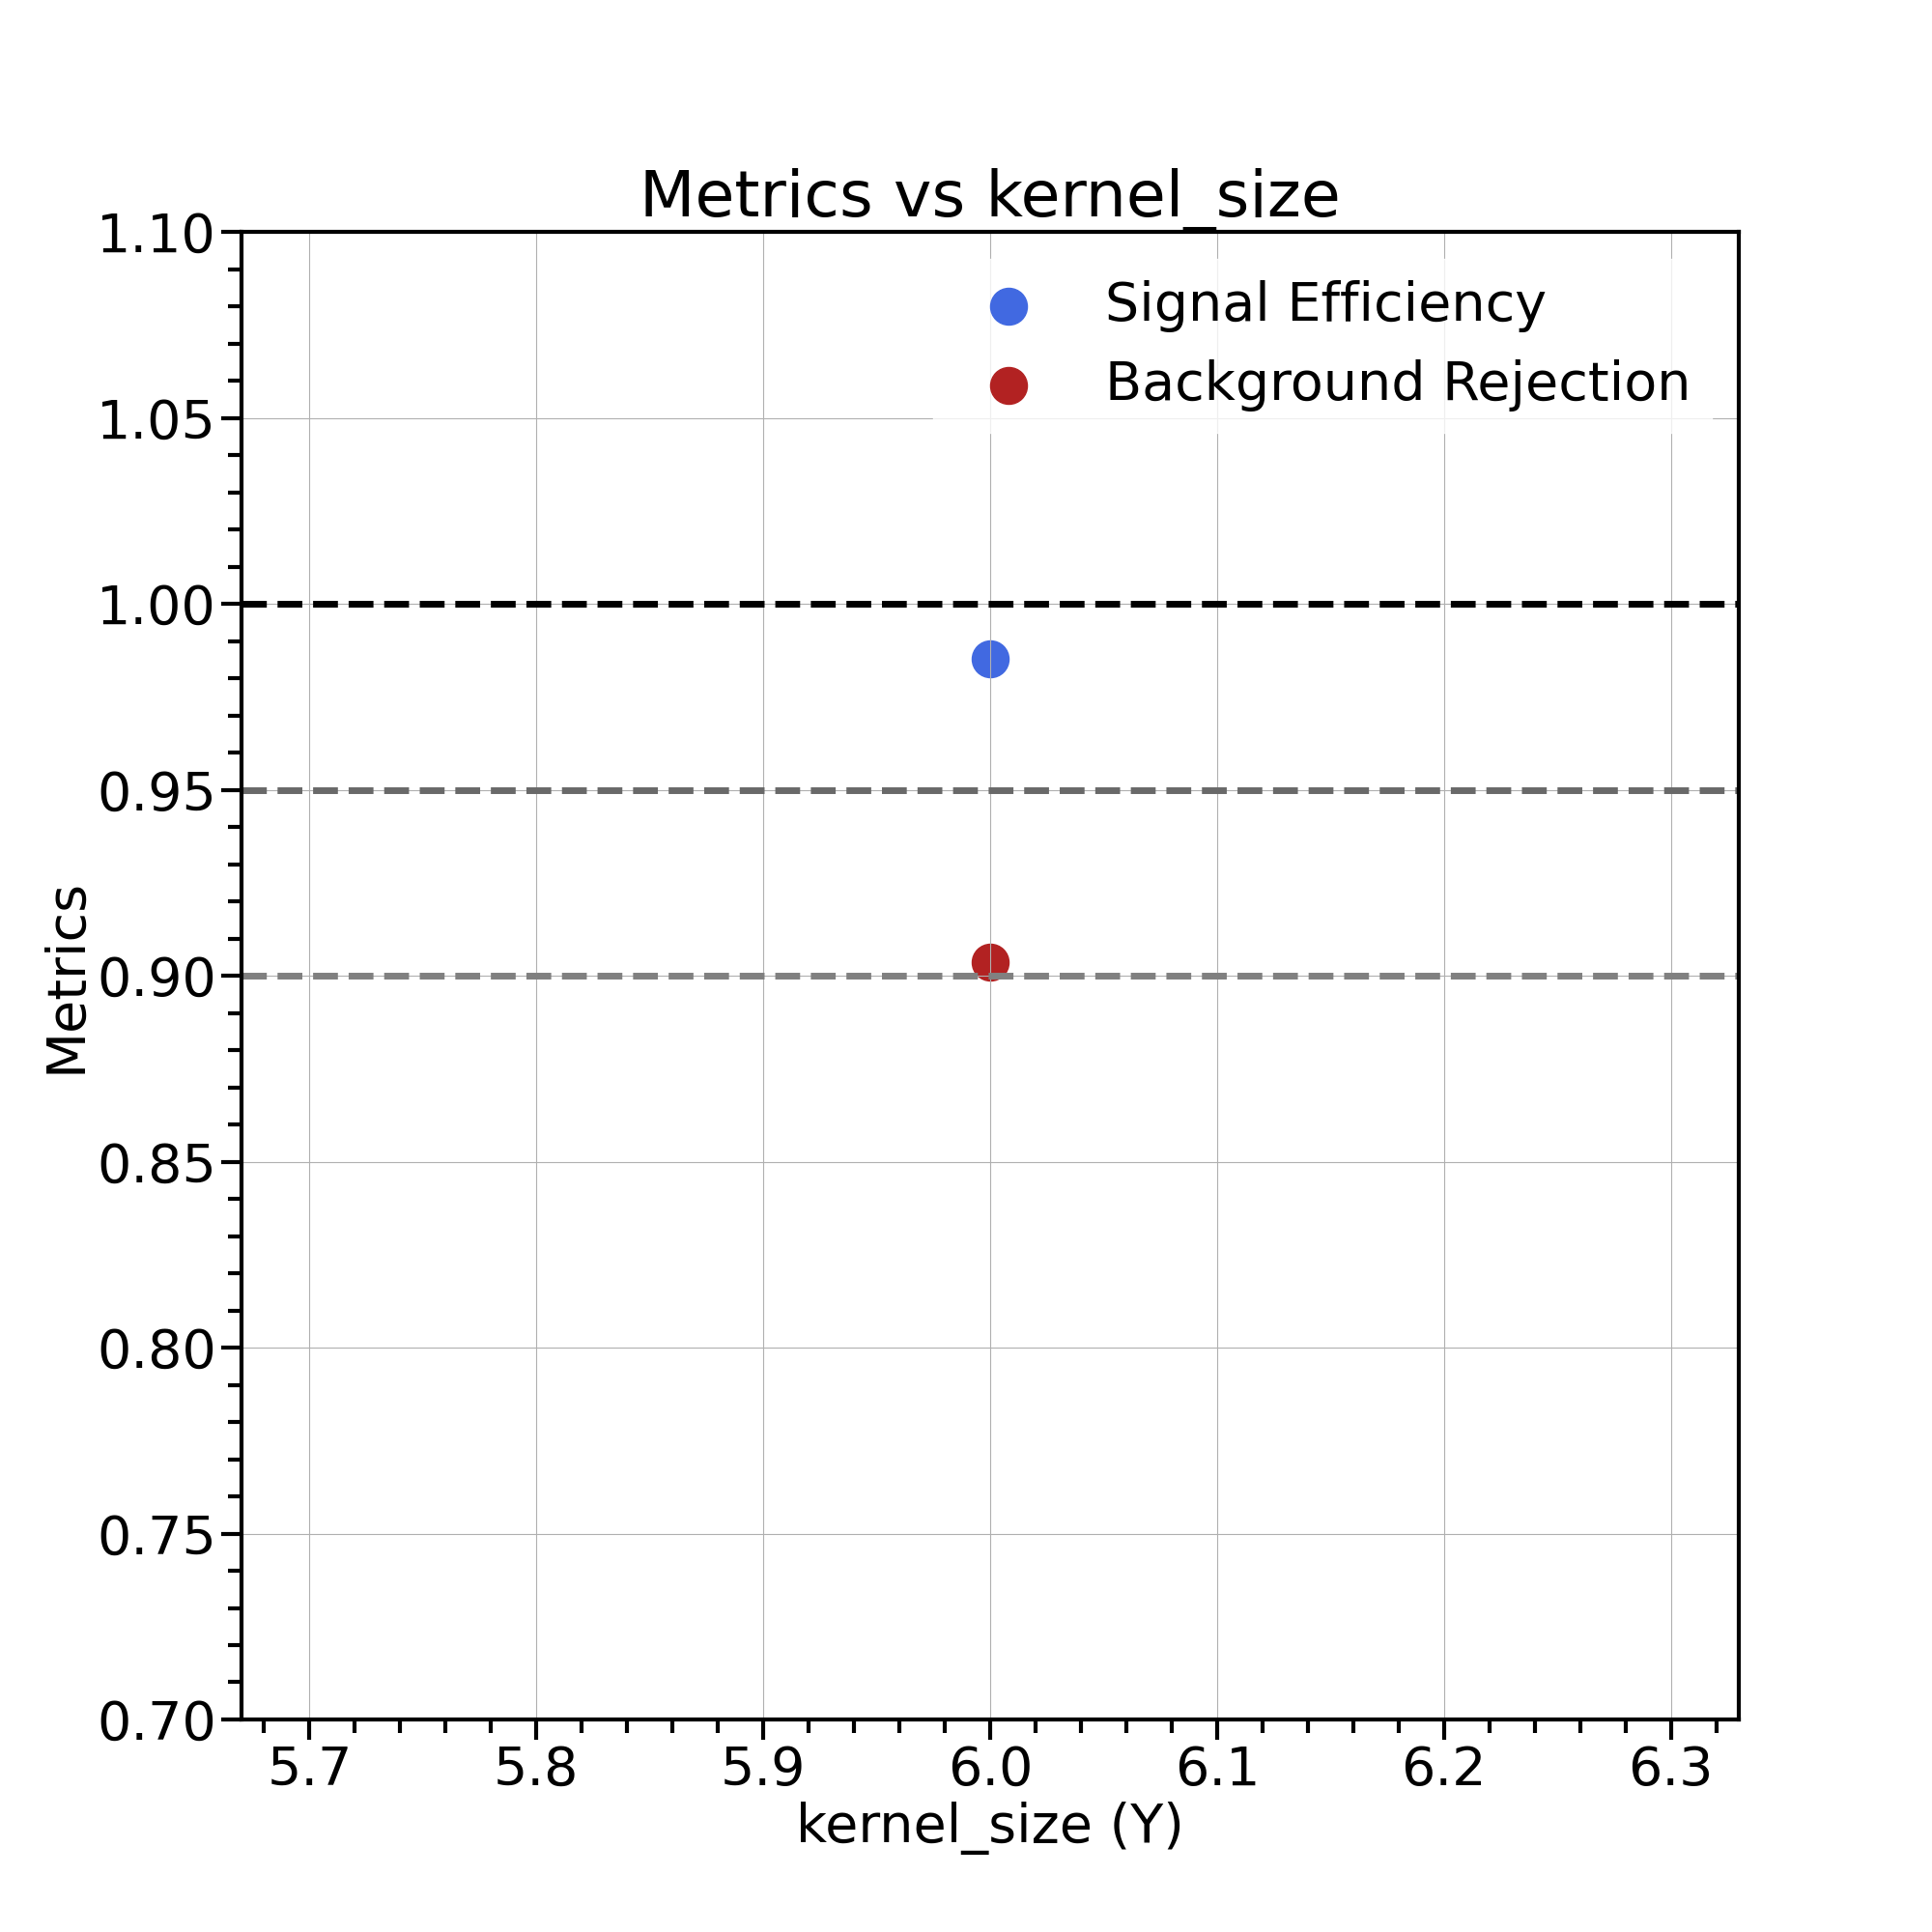 Metrics vs kernel_size
Signal Efficiency
Background Rejection
1.10
1.05
1.00
0.95
0.90
0.85
0.80
0.75
0.70
Metrics
5.7 5.8 5.9 6.0 6.1 6.2 6.3
kernel_size (Y)